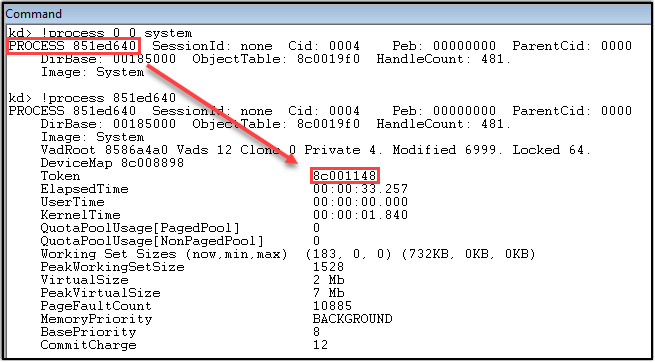 Command
kd> !process 0 0 system
PROCESS 851ed640 SessionId: none Cid: 0004 Peb: 00000000 ParentCid: 0000
DirBase: 00185000 ObjectTable: 8c0019f0 HandleCount: 481.
Image: System
kd> !process 851ed640
PROCESS 851ed640 SessionId: none Cid: 0004 Peb: 00000000 ParentCid: 0000
DirBase: 00185000 ObjectTable: 8c0019f0 HandleCount: 481.
Image: System
VadRoot 8586a4a0 Vads 12 Clone 0 Private 4. Modified 6999. Locked 64.
DeviceMap 8c008898
Token 8c001148
ElapsedTime 00:00:33.257
UserTime 00:00:00.000
KernelTime 00:00:01.840
QuotaPoolUsage[PagedPool] 0
QuotaPoolUsage[NonPagedPool] 0
Working Set Sizes (now,min,max) (183, 0, 0) (732KB, 0KB, 0KB)
PeakWorkingSetSize 1528
VirtualSize 2 Mb
PeakVirtualSize 7 Mb
PageFaultCount 10885
MemoryPriority BACKGROUND
BasePriority 8
CommitCharge 12